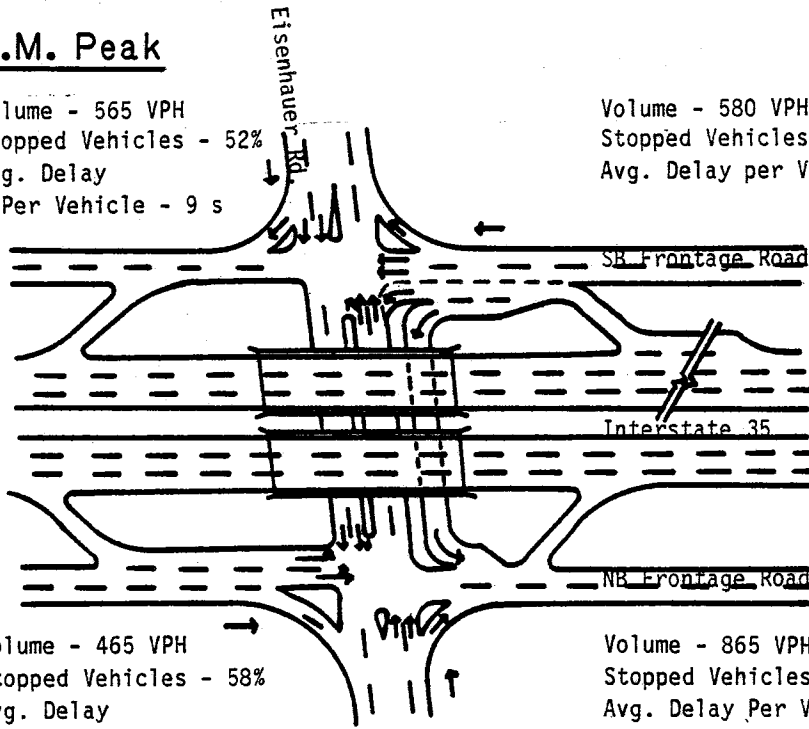 .M. Peak
Eisenhauer Rd.
lume - 565 VPH
opped Vehicles - 52%
g. Delay
Per Vehicle - 9 s
Volume - 580 VPH
Stopped Vehicles
Avg. Delay per V
SB Frontage Road
Interstate 35
NB Frontage Road
olume - 465 VPH
topped Vehicles - 58%
vg. Delay
Volume - 865 VPH
Stopped Vehicles
Avg. Delay Per V